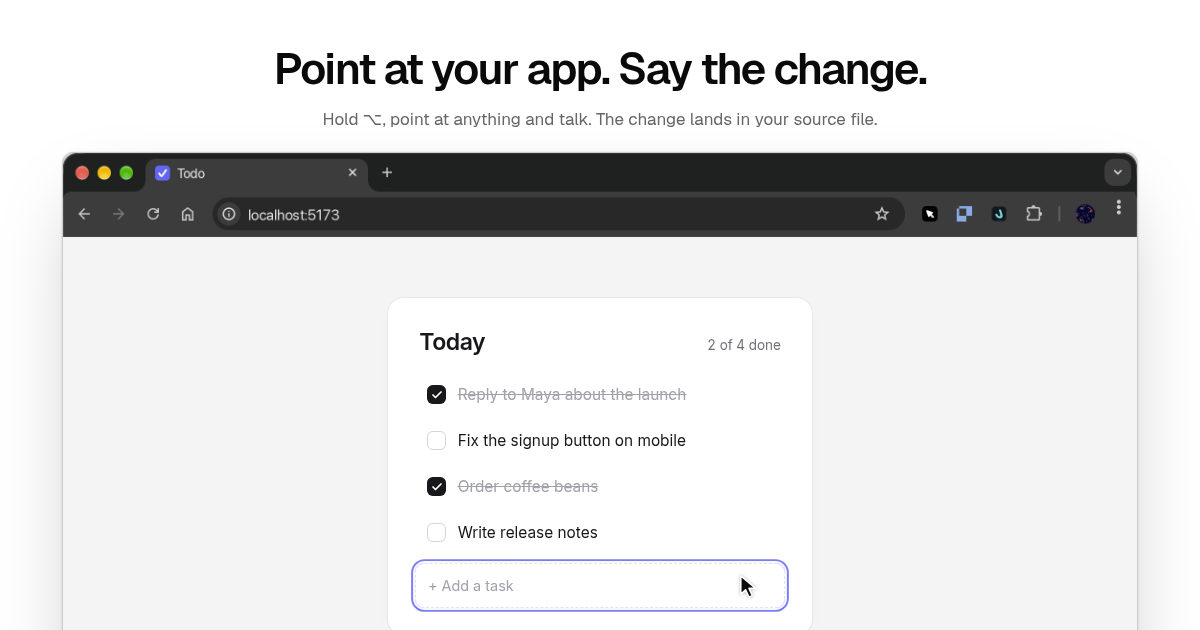 Point at your app. Say the change.
Hold ⌥, point at anything and talk. The change lands in your source file.
Todo
localhost:5173
Today
2 of 4 done
Reply to Maya about the launch
Fix the signup button on mobile
Order coffee beans
Write release notes
+ Add a task